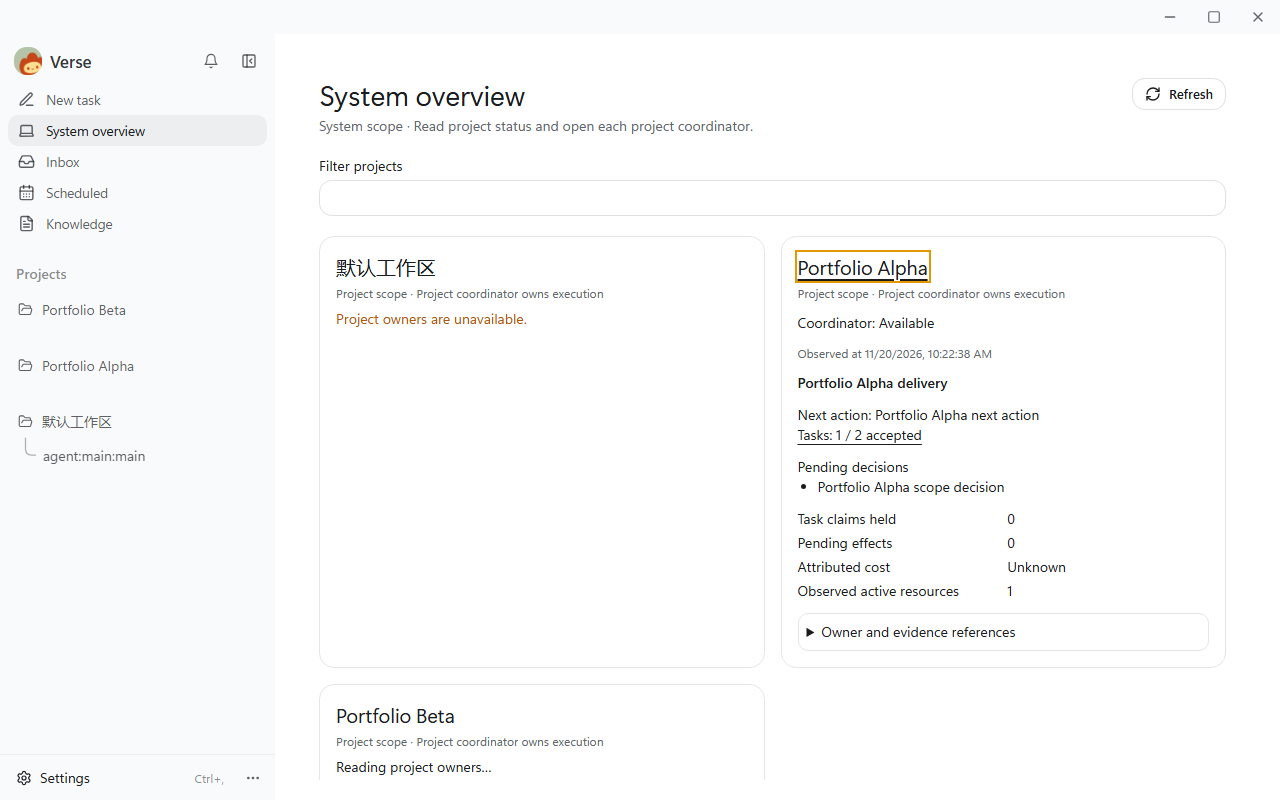 Verse
New task
System overview
Inbox
Scheduled
Knowledge
Projects
Portfolio Beta
Portfolio Alpha
默认工作区
agent:main:main
Settings
Ctrl+,
System overview
Refresh
System scope · Read project status and open each project coordinator.
Filter projects
默认工作区
Project scope · Project coordinator owns execution
Project owners are unavailable.
Portfolio Alpha
Project scope · Project coordinator owns execution
Coordinator: Available
Observed at 11/20/2026, 10:22:38 AM
Portfolio Alpha delivery
Next action: Portfolio Alpha next action
Tasks: 1 / 2 accepted
Pending decisions
Portfolio Alpha scope decision
Task claims held 0
Pending effects 0
Attributed cost Unknown
Observed active resources 1
Owner and evidence references
Portfolio Beta
Project scope · Project coordinator owns execution
Reading project owners...